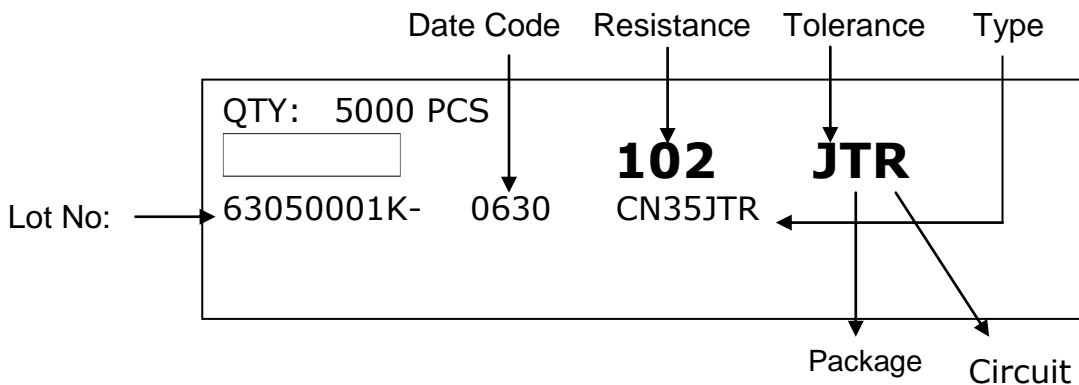 Date Code Resistance Tolerance Type
QTY: 5000 PCS
102 JTR
Lot No: 63050001K- 0630 CN35JTR
Package Circuit